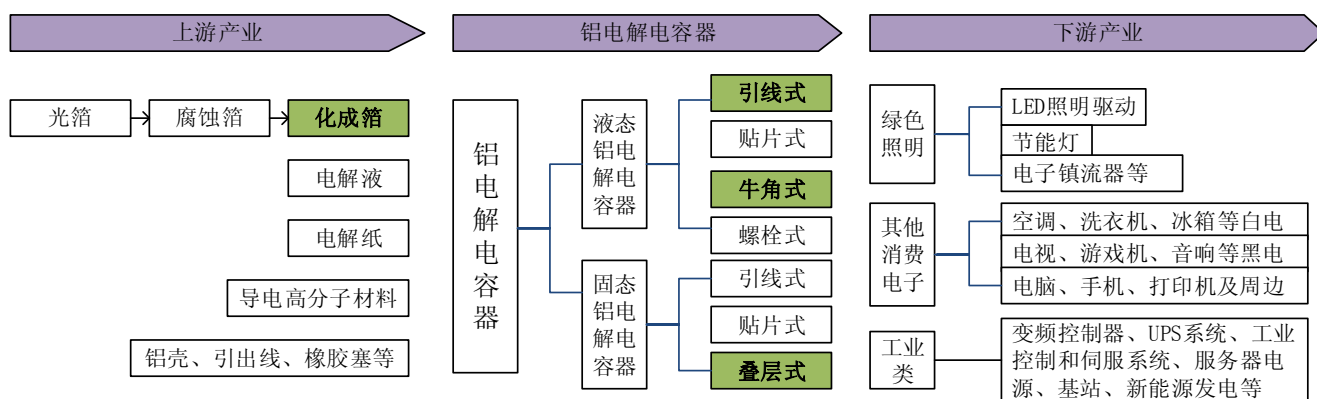 上游产业
铝电解电容器
下游产业
光箔
腐蚀箔
化成箔
电解液
电解纸
导电高分子材料
铝壳、引出线、橡胶塞等
铝
电
解
电
容
器
液态
铝电
解电
容器
引线式
贴片式
牛角式
螺栓式
固态
铝电
解电
容器
引线式
贴片式
叠层式
绿色
照明
LED照明驱动
节能灯
电子镇流器等
其他
消费
电子
空调、洗衣机、冰箱等白电
电视、游戏机、音响等黑电
电脑、手机、打印机及周边
工业
类
变频控制器、UPS系统、工业
控制和伺服系统、服务器电
源、基站、新能源发电等